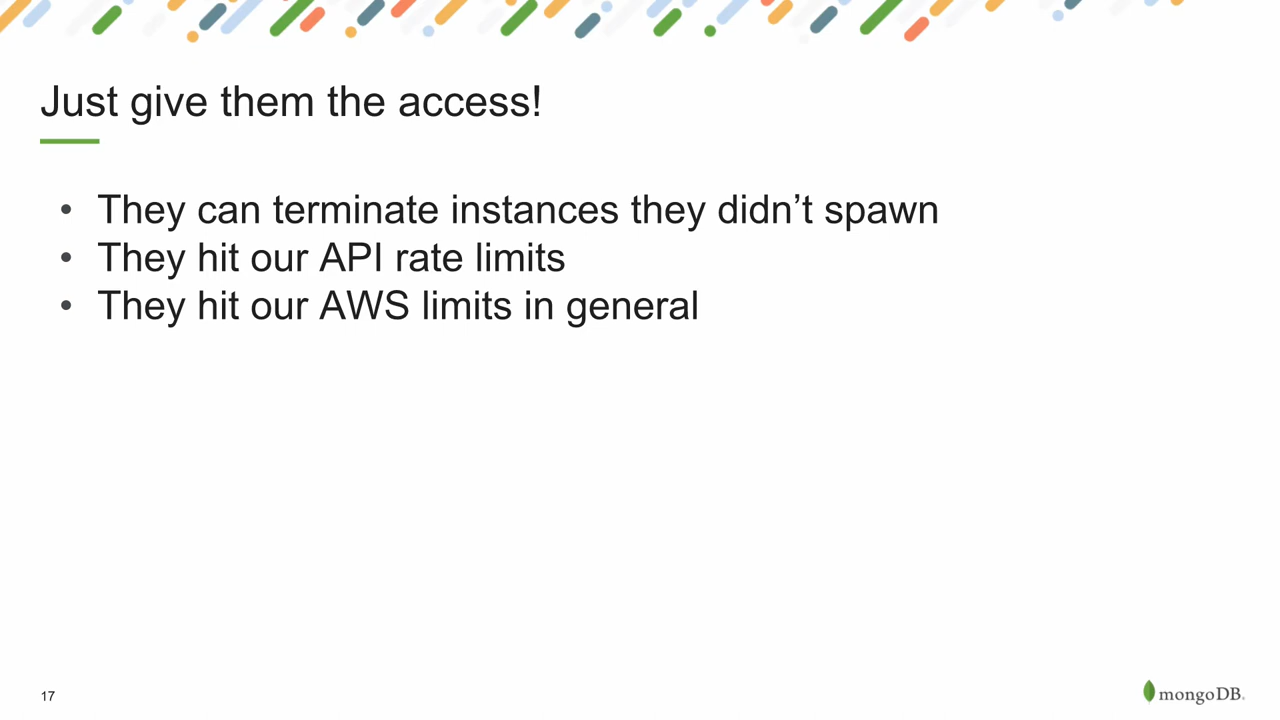 Just give them the access!
• They can terminate instances they didn’t spawn
• They hit our API rate limits
• They hit our AWS limits in general
17
mongoDB.